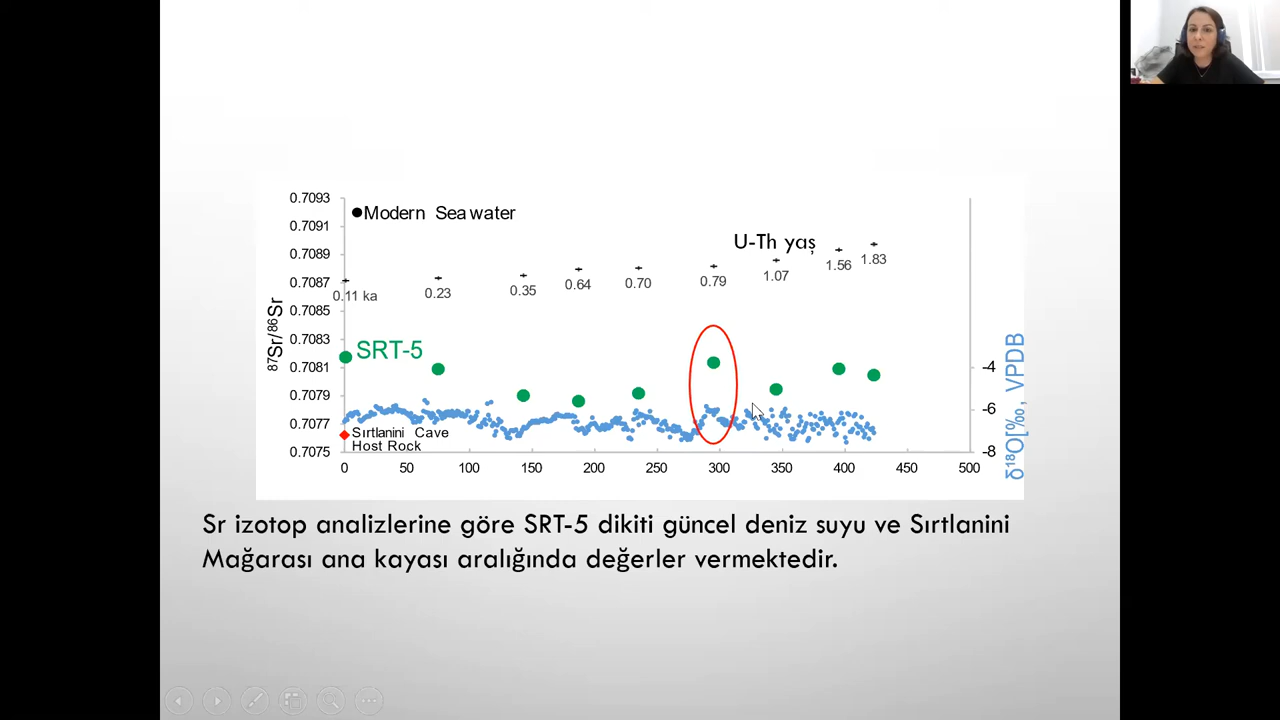 0.7093
0.7091
0.7089
0.7087
0.7085
0.7083
0.7081
0.7079
0.7077
0.7075
87Sr/86Sr
Modern Sea water
U-Th yaş
0.11 ka
0.23
0.35
0.64
0.70
0.79
1.07
1.56
1.83
SRT-5
Sırtlanini Cave
Host Rock
-4
-6
-8
δ18O[‰, VPDB
0 50 100 150 200 250 300 350 400 450 500
Sr izotop analizlerine göre SRT-5 dikiti güncel deniz suyu ve Sırtlanini
Mağarası ana kayası aralığında değerler vermektedir.